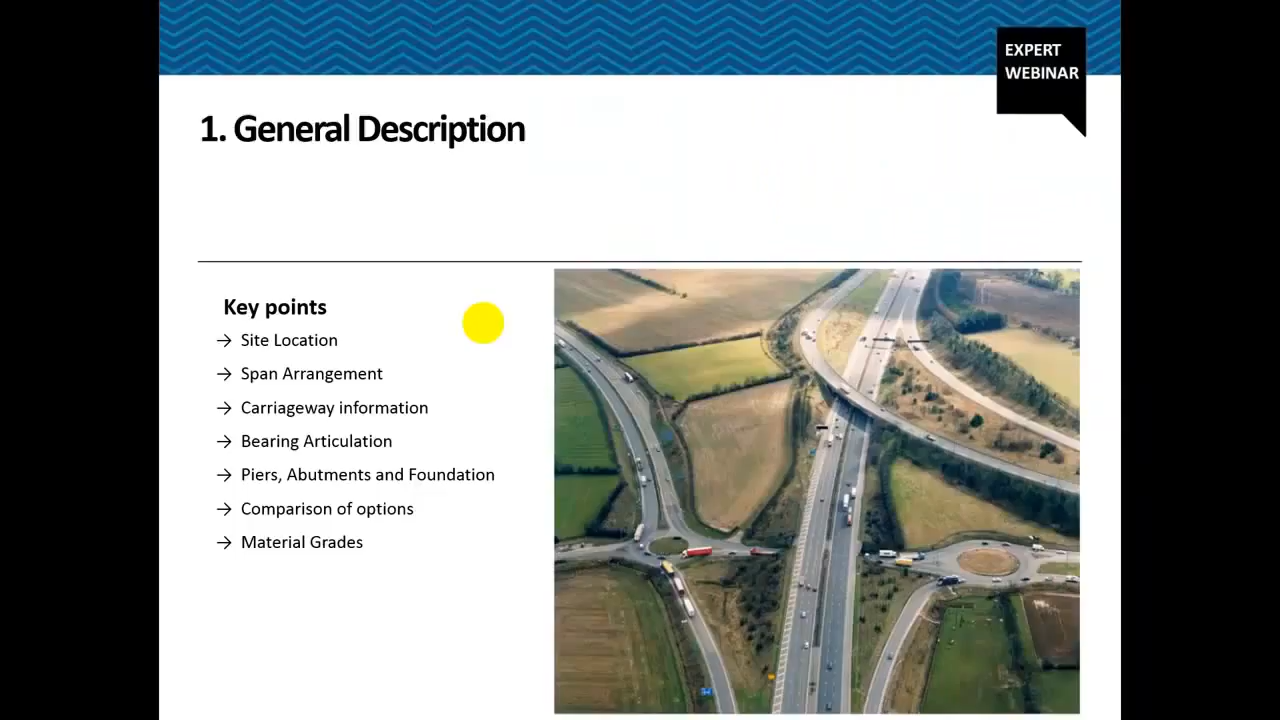 EXPERT
WEBINAR
1. General Description
Key points
→ Site Location
→ Span Arrangement
→ Carriageway information
→ Bearing Articulation
→ Piers, Abutments and Foundation
→ Comparison of options
→ Material Grades